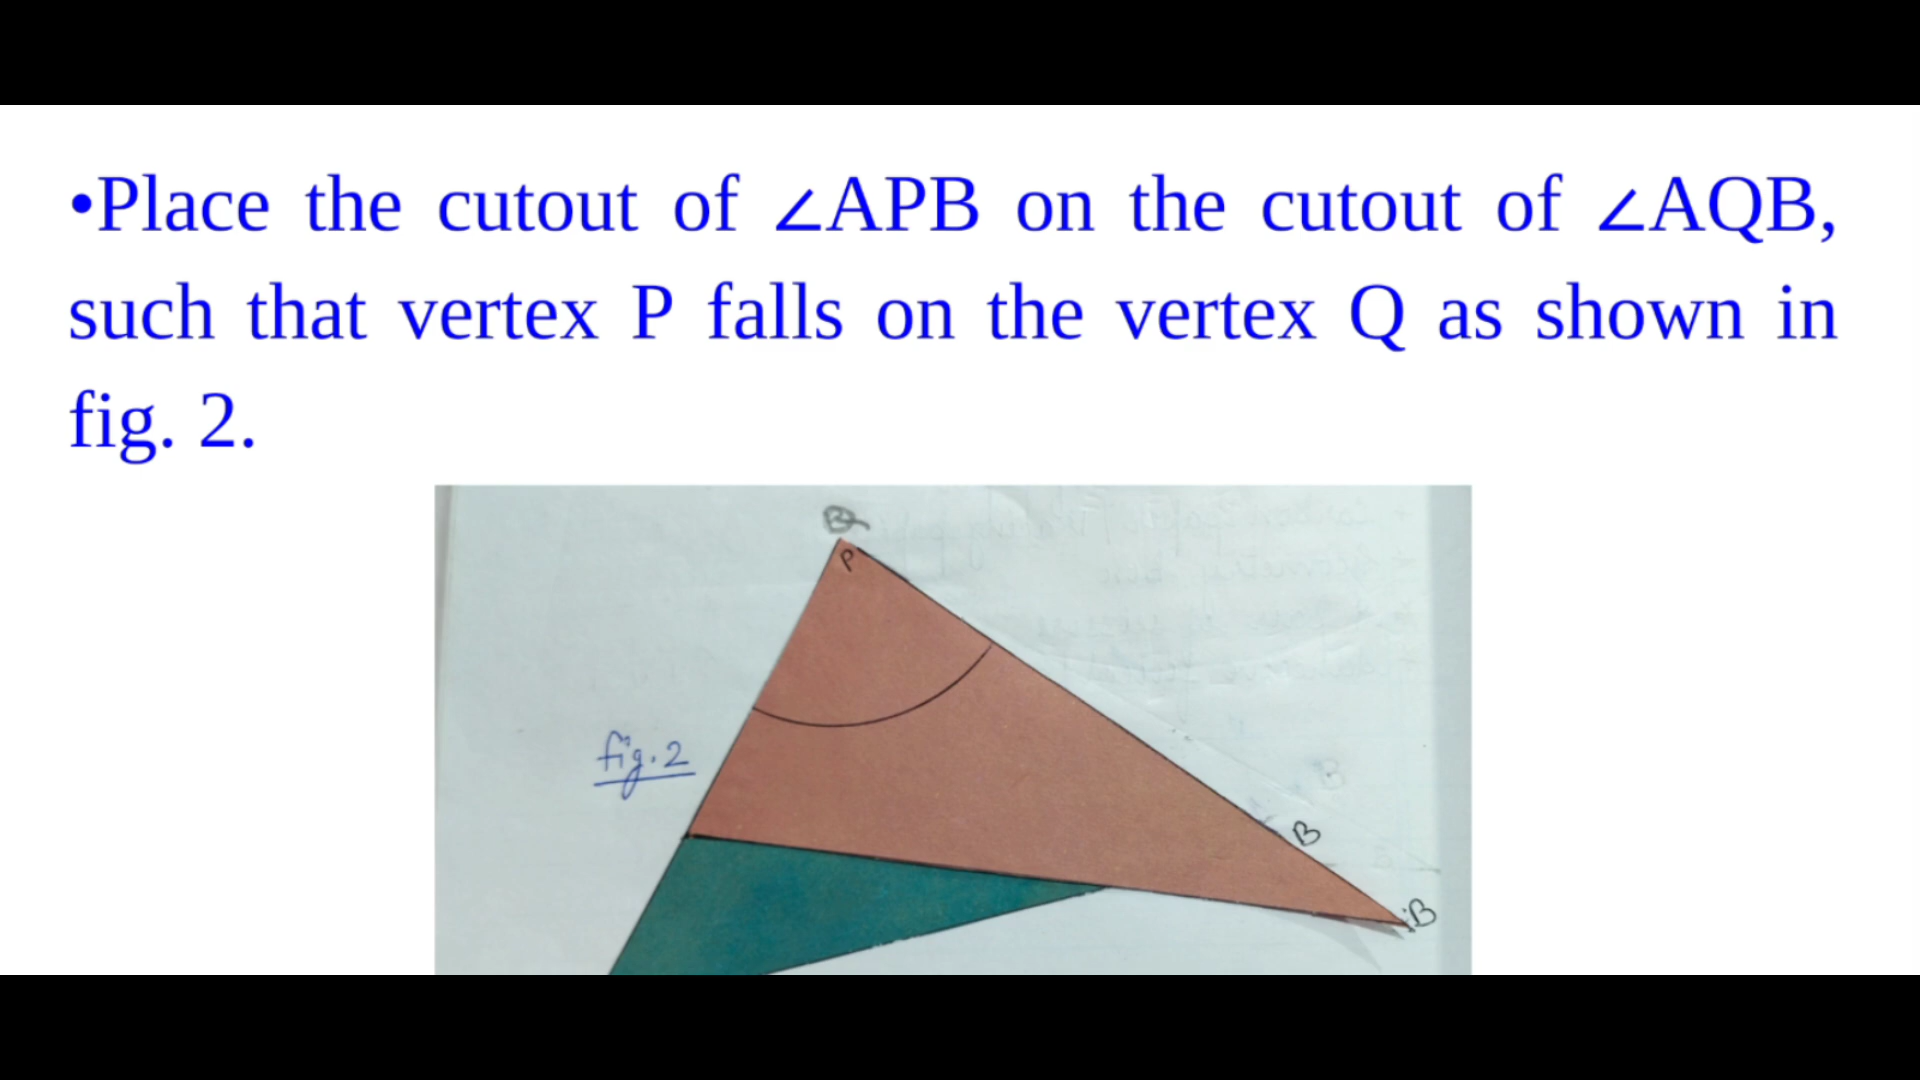 •Place the cutout of ∠APB on the cutout of ∠AQB,
such that vertex P falls on the vertex Q as shown in
fig. 2.
Q
P
fig.2
B
B